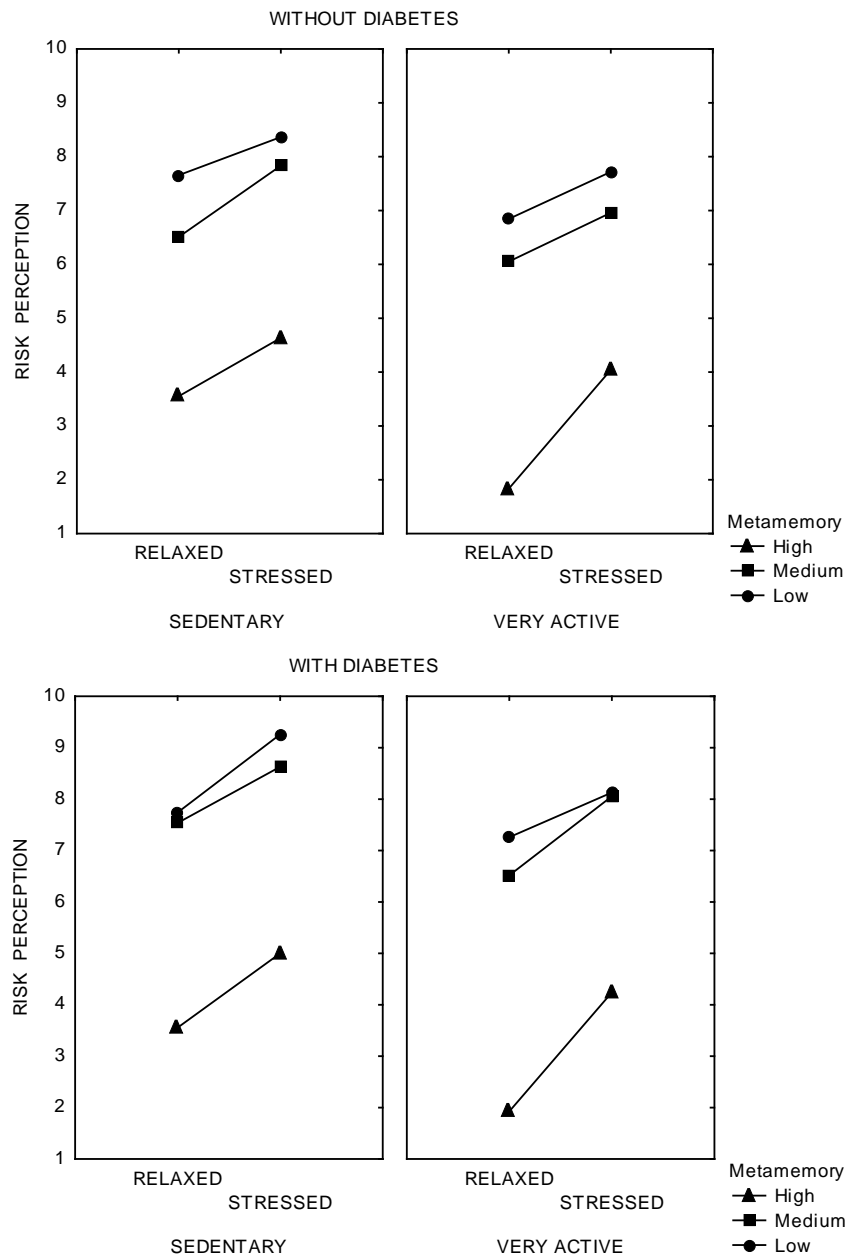 WITHOUT DIABETES
10
9
8
7
6
5
4
3
2
1
RISK PERCEPTION
RELAXED
STRESSED
SEDENTARY
RELAXED
STRESSED
VERY ACTIVE
Metamemory
High
Medium
Low
WITH DIABETES
10
9
8
7
6
5
4
3
2
1
RISK PERCEPTION
RELAXED
STRESSED
SEDENTARY
RELAXED
STRESSED
VERY ACTIVE
Metamemory
High
Medium
Low